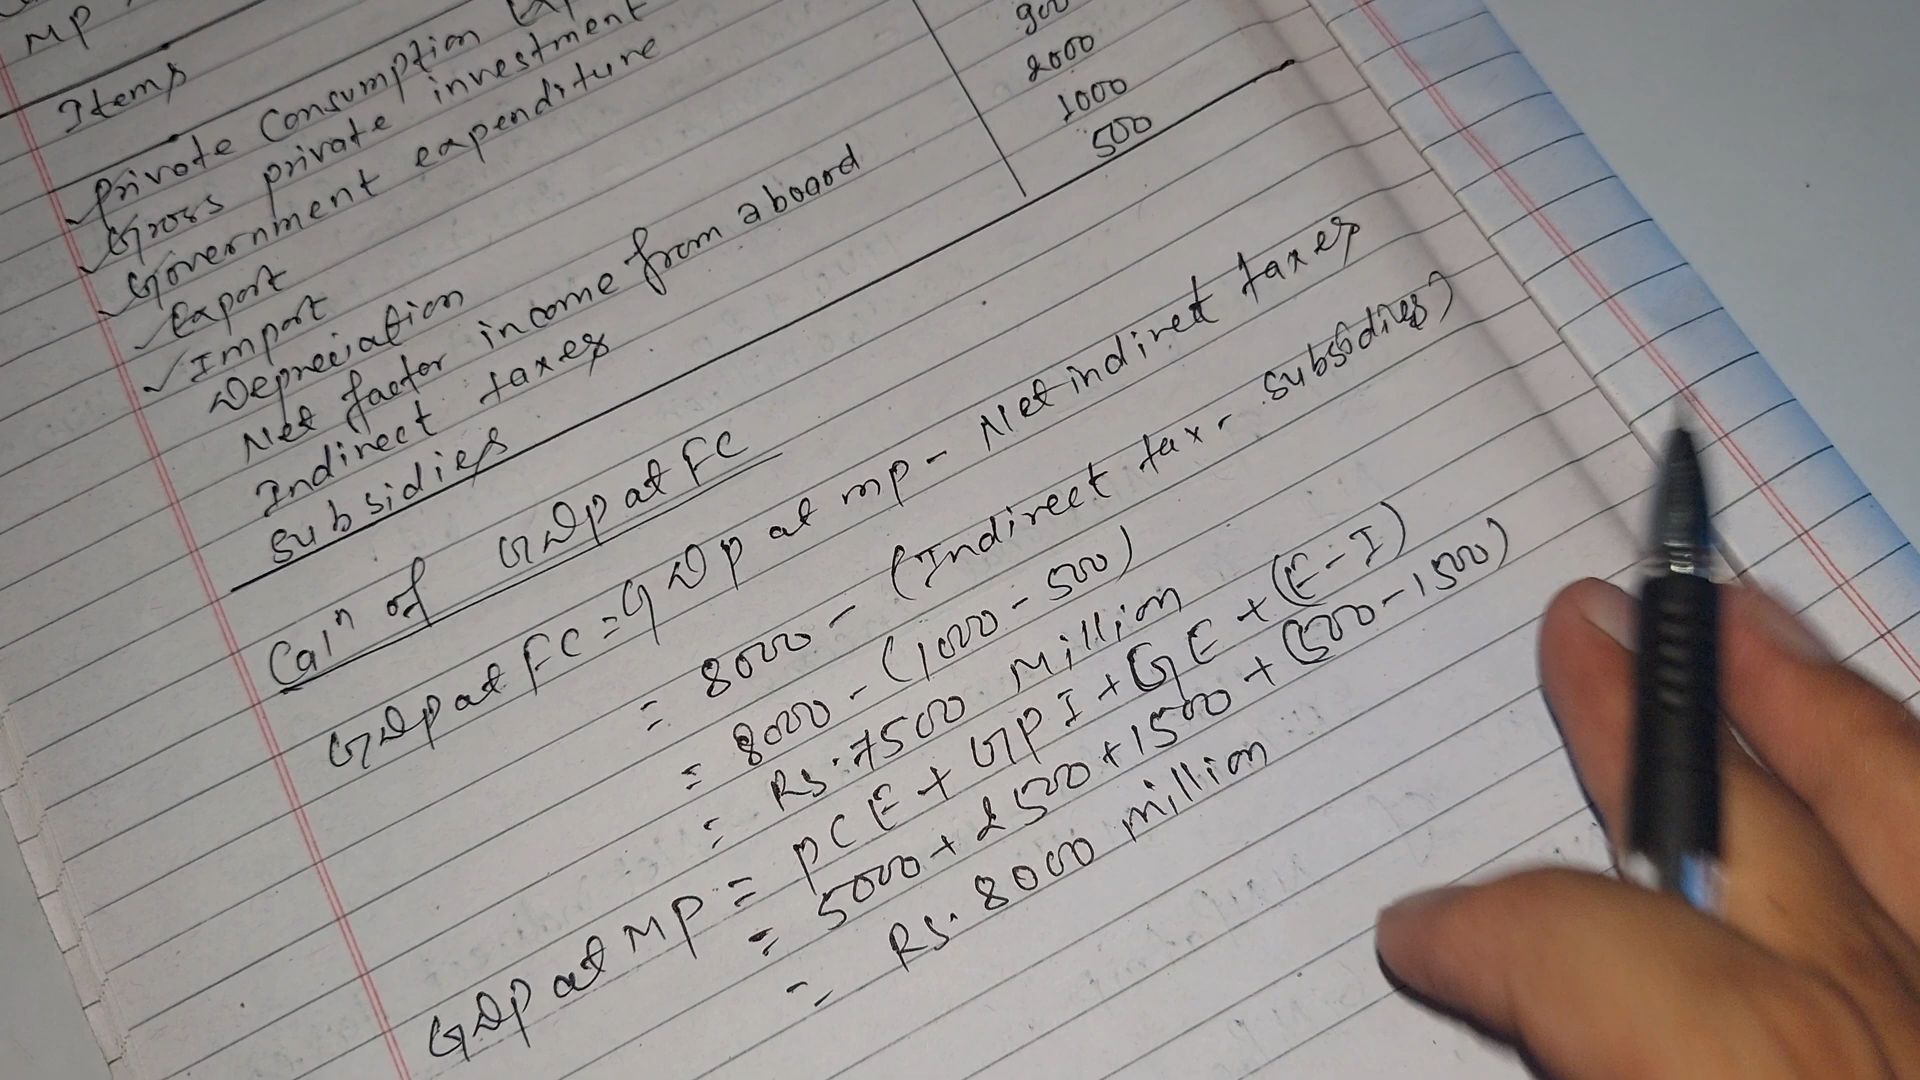 MP
Items
Private Consumption
Gross private investment
Government expenditure
Export
Import
Depreciation
Net factor income from aboard
Indirect taxes
Subsidies
900
2000
1000
500
Calⁿ of GDP at FC
GDP at FC = GDP at mp - Net indirect taxes
= 8000 - (Indirect tax - subsidies)
= 8000 - (1000 - 500)
= RS. 7500 Million
GDP at MP = PCE + GPI + GE + (E - I)
= 5000 + 2500 + 1500 + (500 - 1500)
= RS. 8000 million